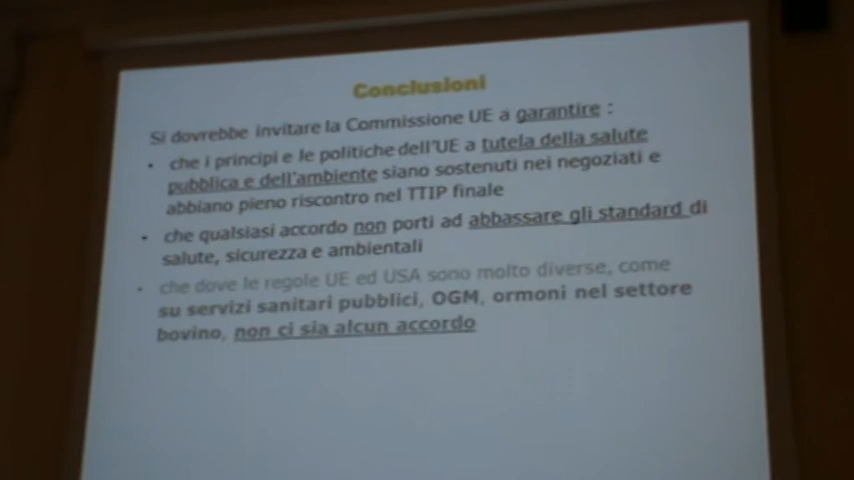 Conclusioni
Si dovrebbe invitare la Commissione UE a garantire :
• che i principi e le politiche dell'UE a tutela della salute
pubblica e dell'ambiente siano sostenuti nei negoziati e
abbiano pieno riscontro nel TTIP finale
• che qualsiasi accordo non porti ad abbassare gli standard di
salute, sicurezza e ambientali
• che dove le regole UE ed USA sono molto diverse, come
su servizi sanitari pubblici, OGM, ormoni nel settore
bovino, non ci sia alcun accordo